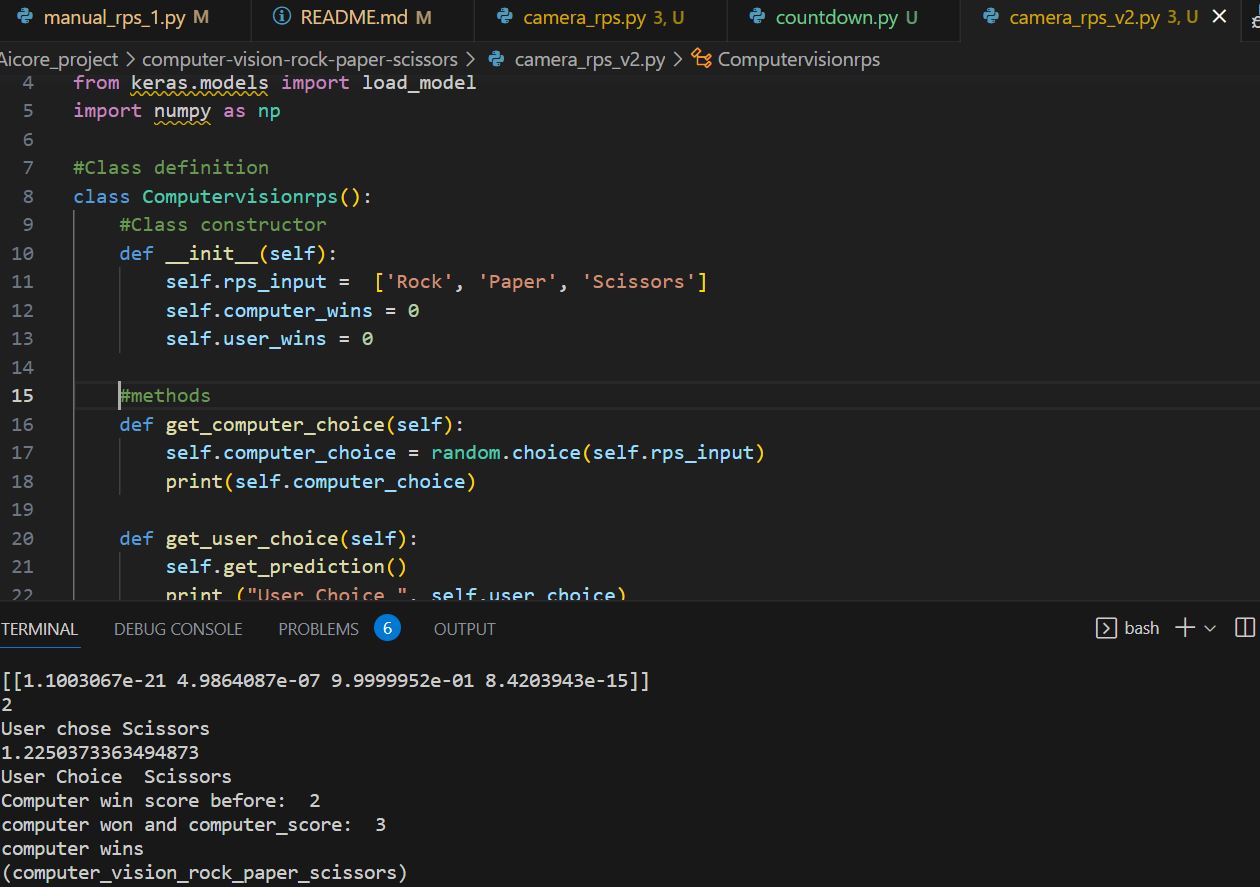 manual_rps_1.py M README.md M camera_rps.py 3, U countdown.py U camera_rps_v2.py 3, U
Aicore_project > computer-vision-rock-paper-scissors > camera_rps_v2.py > Computervisionrps
4 from keras.models import load_model
5 import numpy as np
6
7 #Class definition
8 class Computervisionrps():
9 #Class constructor
10 def __init__(self):
11 self.rps_input =  ['Rock', 'Paper', 'Scissors']
12 self.computer_wins = 0
13 self.user_wins = 0
14
15 #methods
16 def get_computer_choice(self):
17 self.computer_choice = random.choice(self.rps_input)
18 print(self.computer_choice)
19
20 def get_user_choice(self):
21 self.get_prediction()
22 print ("User Choice ", self.user_choice)
TERMINAL DEBUG CONSOLE PROBLEMS 6 OUTPUT bash
[[1.1003067e-21 4.9864087e-07 9.9999952e-01 8.4203943e-15]]
2
User chose Scissors
1.2250373363494873
User Choice  Scissors
Computer win score before:  2
computer won and computer_score:  3
computer wins
(computer_vision_rock_paper_scissors)